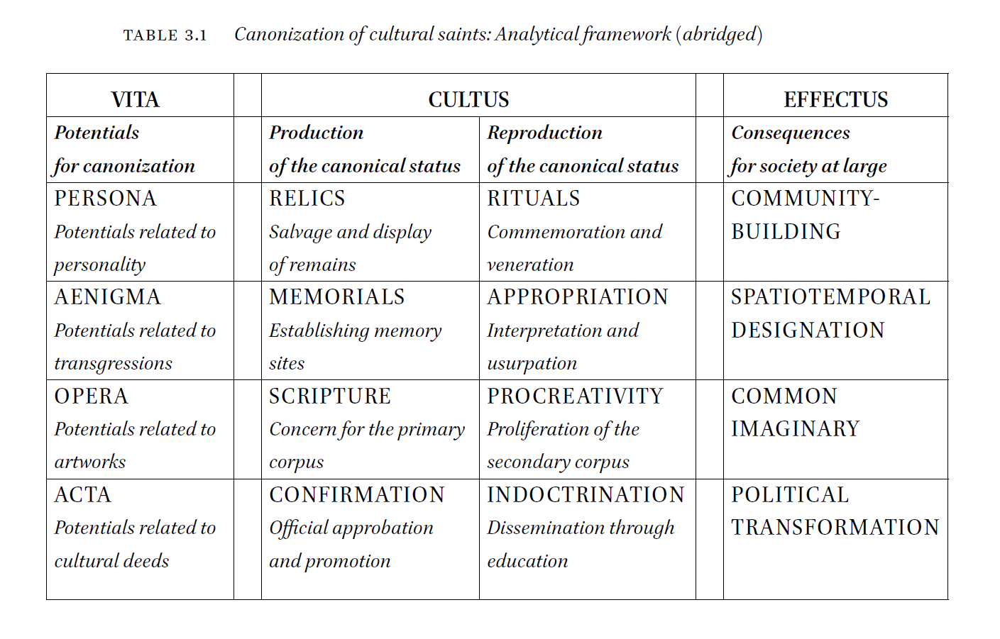 TABLE 3.1 Canonization of cultural saints: Analytical framework (abridged)
VITA CULTUS EFFECTUS
Potentials
for canonization
Production
of the canonical status
Reproduction
of the canonical status
Consequences
for society at large
PERSONA
Potentials related to
personality
RELICS
Salvage and display
of remains
RITUALS
Commemoration and
veneration
COMMUNITY-
BUILDING
AENIGMA
Potentials related to
transgressions
MEMORIALS
Establishing memory
sites
APPROPRIATION
Interpretation and
usurpation
SPATIOTEMPORAL
DESIGNATION
OPERA
Potentials related to
artworks
SCRIPTURE
Concern for the primary
corpus
PROCREATIVITY
Proliferation of the
secondary corpus
COMMON
IMAGINARY
ACTA
Potentials related to
cultural deeds
CONFIRMATION
Official approbation
and promotion
INDOCTRINATION
Dissemination through
education
POLITICAL
TRANSFORMATION